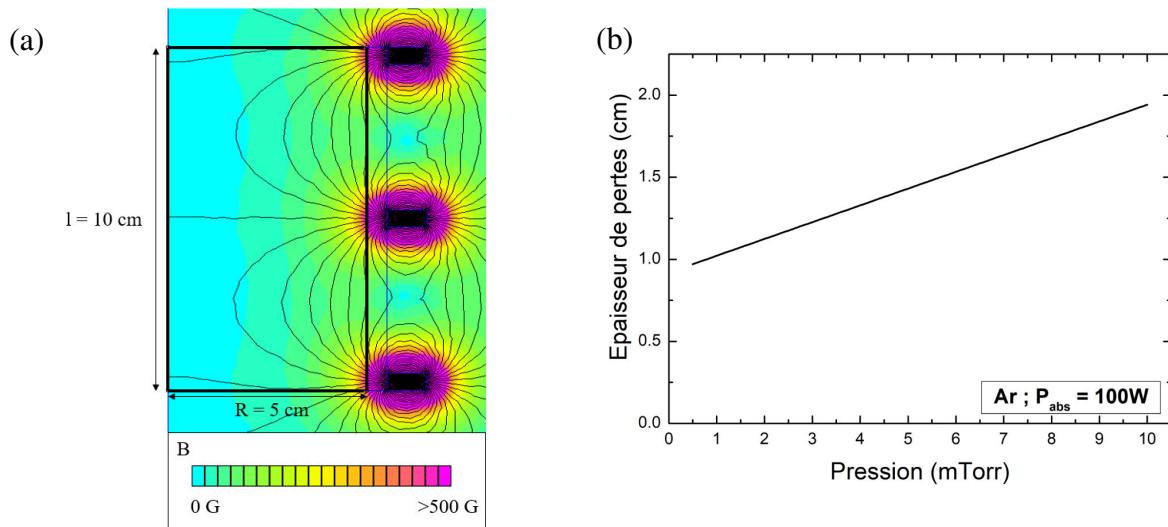 (a)
l = 10 cm
R = 5 cm
B
0 G >500 G
(b)
Epaisseur de pertes (cm)
2.0
1.5
1.0
0.5
0.0
Ar ; Pabs = 100W
0 1 2 3 4 5 6 7 8 9 10
Pression (mTorr)